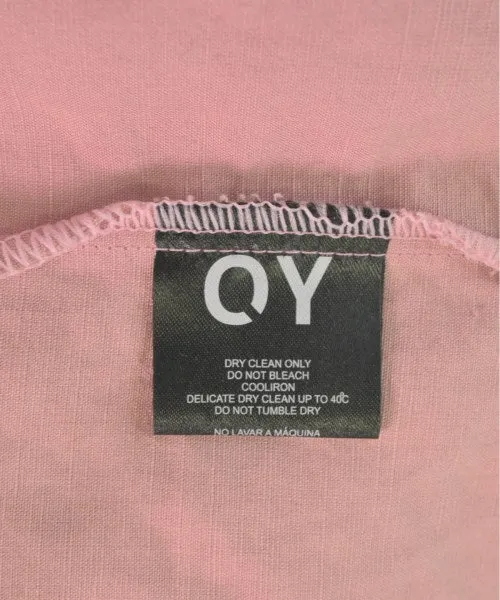 QY
DRY CLEAN ONLY
DO NOT BLEACH
COOLIRON
DELICATE DRY CLEAN UP TO 40℃
DO NOT TUMBLE DRY
NO LAVAR A MÁQUINA